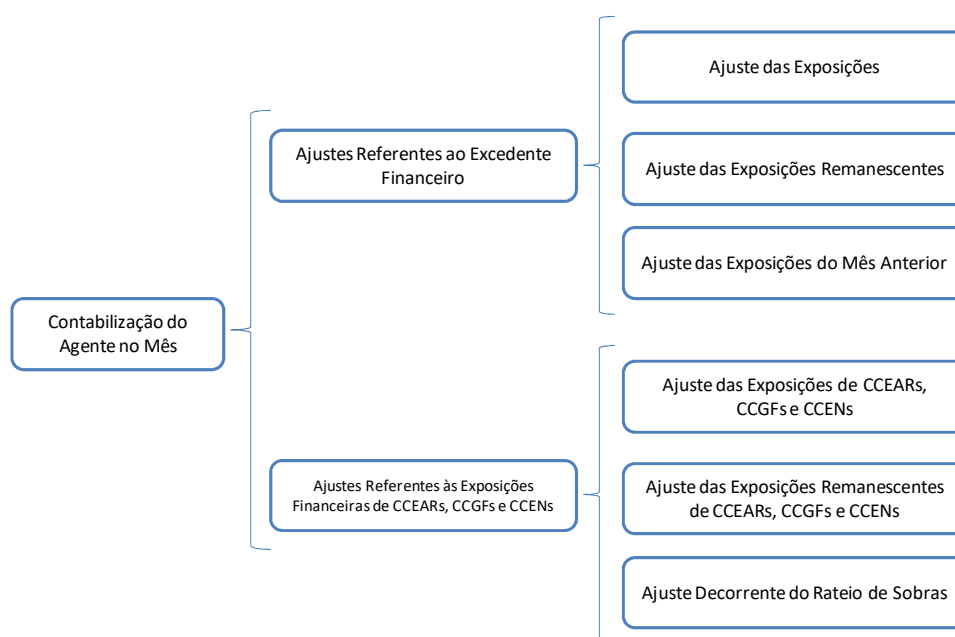 Contabilização do
Agente no Mês
Ajustes Referentes ao Excedente
Financeiro
Ajuste das Exposições
Ajuste das Exposições Remanescentes
Ajuste das Exposições do Mês Anterior
Ajustes Referentes às Exposições
Financeiras de CCEARs, CCGFs e CCENs
Ajuste das Exposições de CCEARs,
CCGFs e CCENs
Ajuste das Exposições Remanescentes
de CCEARs, CCGFs e CCENs
Ajuste Decorrente do Rateio de Sobras